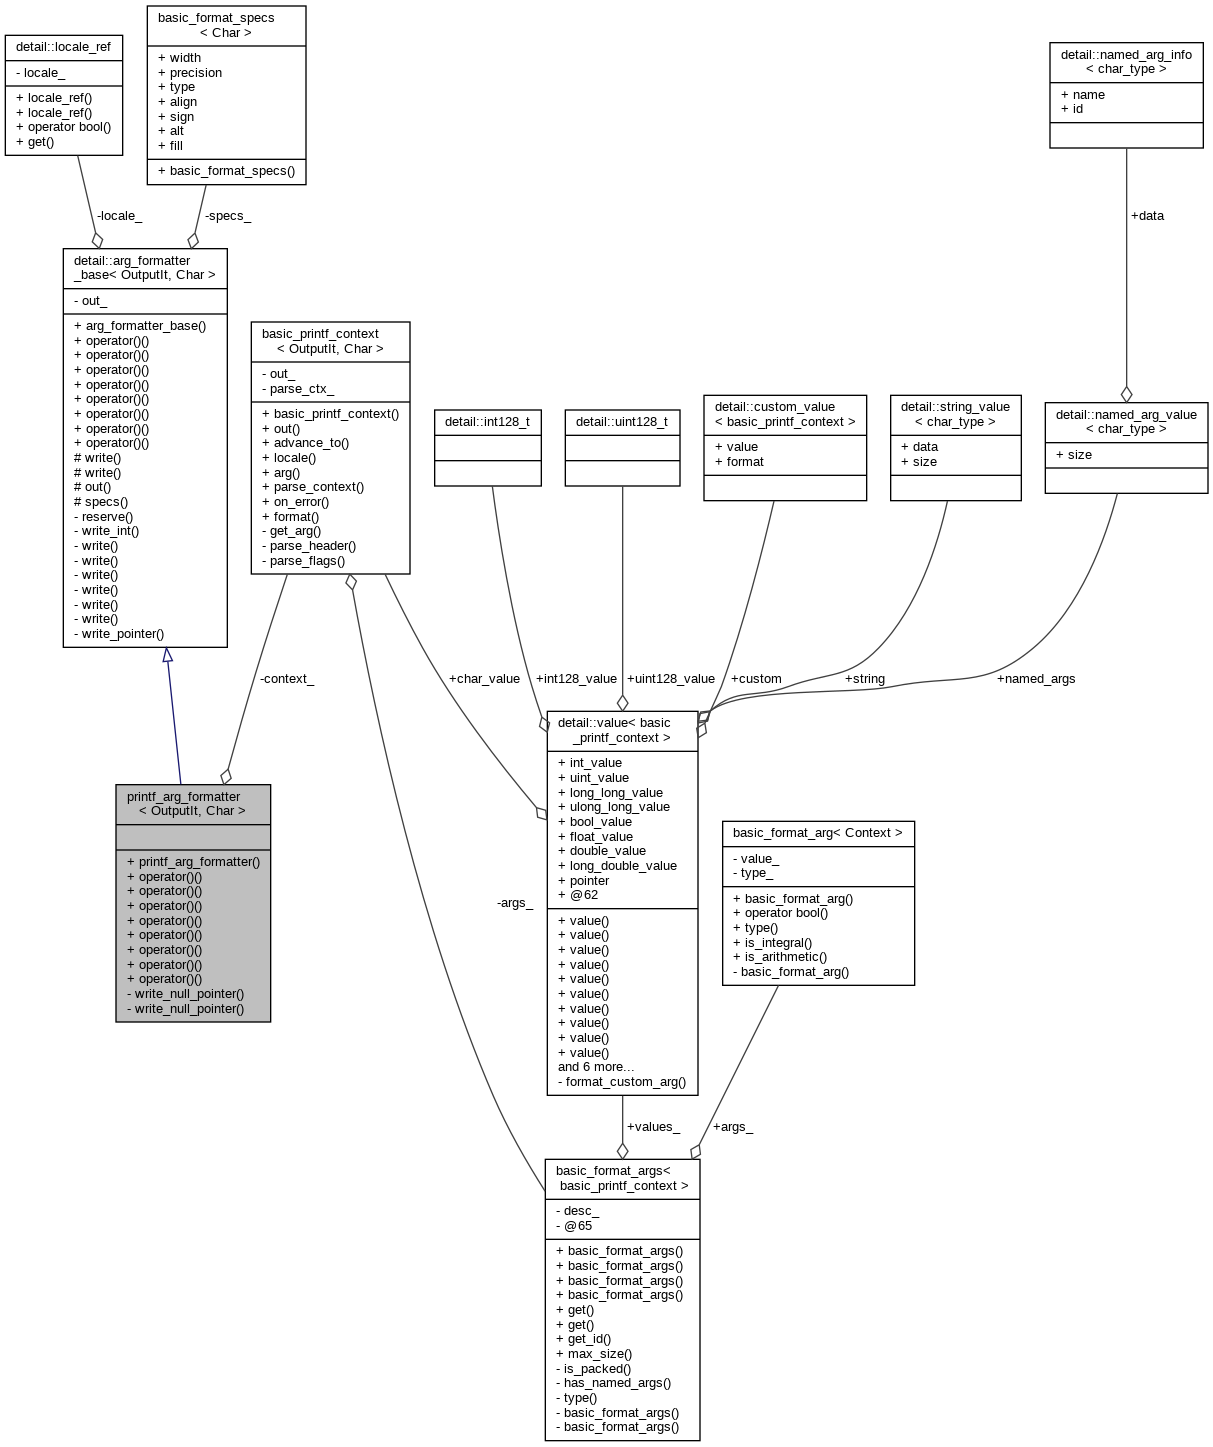 detail::locale_ref
- locale_
+ locale_ref()
+ locale_ref()
+ operator bool()
+ get()
basic_format_specs
< Char >
+ width
+ precision
+ type
+ align
+ sign
+ alt
+ fill
+ basic_format_specs()
detail::named_arg_info
< char_type >
+ name
+ id
-locale_
-specs_
+data
detail::arg_formatter
_base< OutputIt, Char >
- out_
+ arg_formatter_base()
+ operator()()
+ operator()()
+ operator()()
+ operator()()
+ operator()()
+ operator()()
+ operator()()
+ operator()()
# write()
# write()
# out()
# specs()
- reserve()
- write_int()
- write()
- write()
- write()
- write()
- write()
- write()
- write_pointer()
basic_printf_context
< OutputIt, Char >
- out_
- parse_ctx_
+ basic_printf_context()
+ out()
+ advance_to()
+ locale()
+ arg()
+ parse_context()
+ on_error()
+ format()
- get_arg()
- parse_header()
- parse_flags()
detail::int128_t
detail::uint128_t
detail::custom_value
< basic_printf_context >
+ value
+ format
detail::string_value
< char_type >
+ data
+ size
detail::named_arg_value
< char_type >
+ size
-context_
+char_value
+int128_value
+uint128_value
+custom
+string
+named_args
printf_arg_formatter
< OutputIt, Char >
+ printf_arg_formatter()
+ operator()()
+ operator()()
+ operator()()
+ operator()()
+ operator()()
+ operator()()
+ operator()()
+ operator()()
- write_null_pointer()
- write_null_pointer()
detail::value< basic
_printf_context >
+ int_value
+ uint_value
+ long_long_value
+ ulong_long_value
+ bool_value
+ float_value
+ double_value
+ long_double_value
+ pointer
+ @62
+ value()
+ value()
+ value()
+ value()
+ value()
+ value()
+ value()
+ value()
+ value()
+ value()
and 6 more...
- format_custom_arg()
basic_format_arg< Context >
- value_
- type_
+ basic_format_arg()
+ operator bool()
+ type()
+ is_integral()
+ is_arithmetic()
- basic_format_arg()
-args_
+values_
+args_
basic_format_args<
basic_printf_context >
- desc_
- @65
+ basic_format_args()
+ basic_format_args()
+ basic_format_args()
+ basic_format_args()
+ get()
+ get()
+ get_id()
+ max_size()
- is_packed()
- has_named_args()
- type()
- basic_format_args()
- basic_format_args()